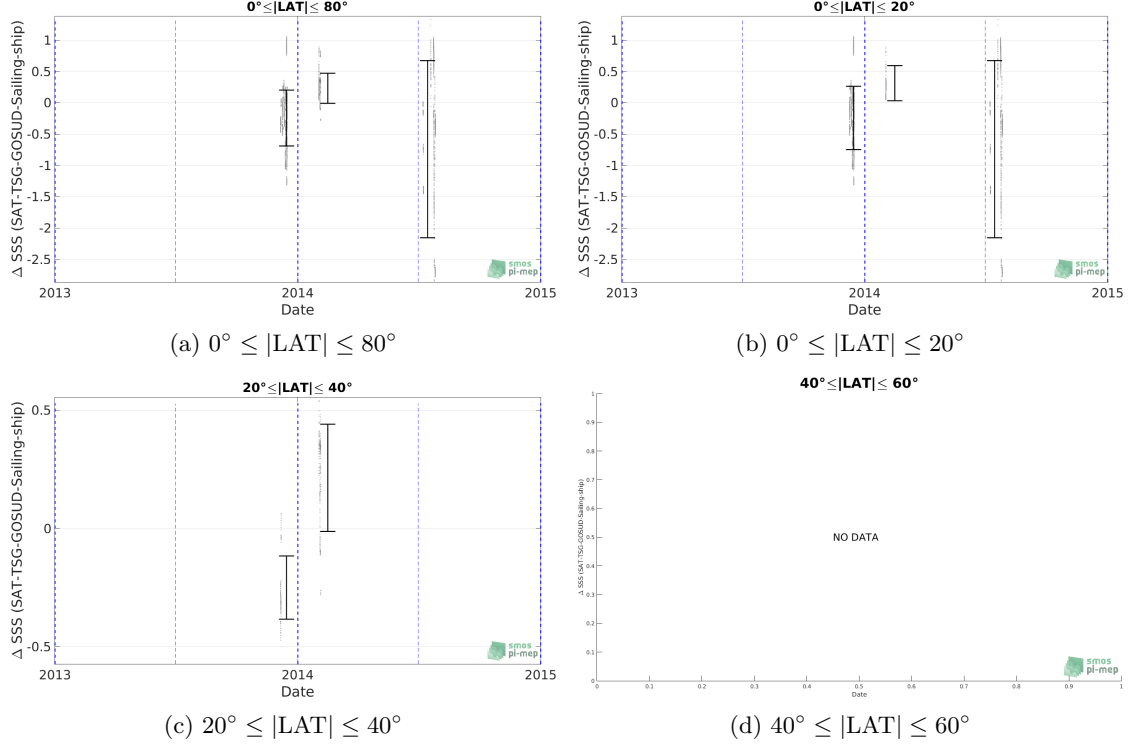 0°≤|LAT|≤ 80°
Δ SSS (SAT-TSG-GOSUD-Sailing-ship)
1
0.5
0
-0.5
-1
-1.5
-2
-2.5
2013
2014
2015
Date
smos
pi-mep
(a) 0° ≤ |LAT| ≤ 80°
0°≤|LAT|≤ 20°
Δ SSS (SAT-TSG-GOSUD-Sailing-ship)
1
0.5
0
-0.5
-1
-1.5
-2
-2.5
2013
2014
2015
Date
smos
pi-mep
(b) 0° ≤ |LAT| ≤ 20°
20°≤|LAT|≤ 40°
Δ SSS (SAT-TSG-GOSUD-Sailing-ship)
0.5
0
-0.5
2013
2014
2015
Date
smos
pi-mep
(c) 20° ≤ |LAT| ≤ 40°
40°≤|LAT|≤ 60°
Δ SSS (SAT-TSG-GOSUD-Sailing-ship)
1
0.9
0.8
0.7
0.6
0.5
0.4
0.3
0.2
0.1
0
NO DATA
0 0.1 0.2 0.3 0.4 0.5 0.6 0.7 0.8 0.9 1
Date
smos
pi-mep
(d) 40° ≤ |LAT| ≤ 60°